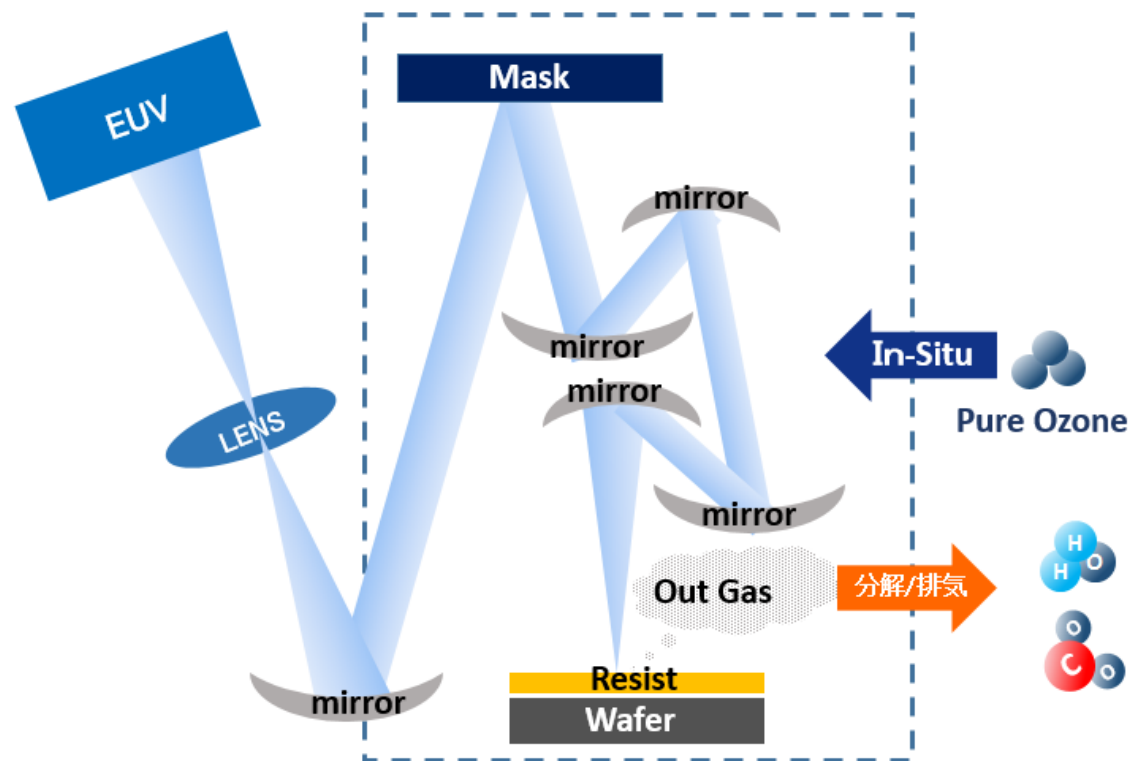 EUV
Mask
mirror
mirror
mirror
In-Situ
Pure Ozone
LENS
mirror
Out Gas
分解/排気
H
H
O
O
C
O
mirror
Resist
Wafer